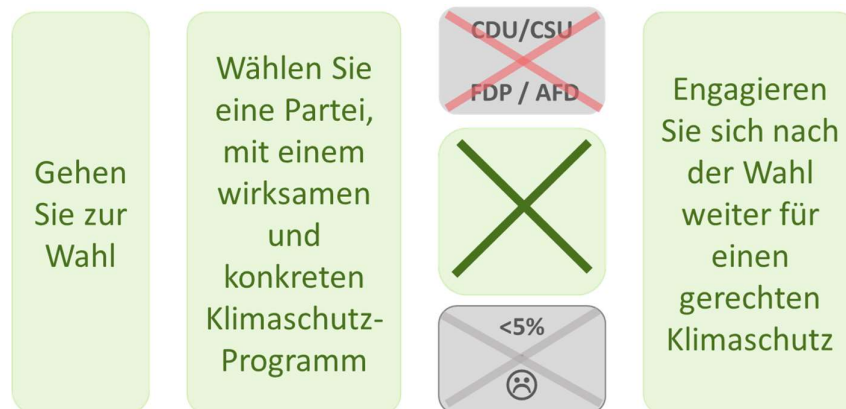 Gehen
Sie zur
Wahl
Wählen Sie
eine Partei,
mit einem
wirksamen
und
konkreten
Klimaschutz-
Programm
CDU/CSU
FDP / AFD
<5%
Engagieren
Sie sich nach
der Wahl
weiter für
einen
gerechten
Klimaschutz